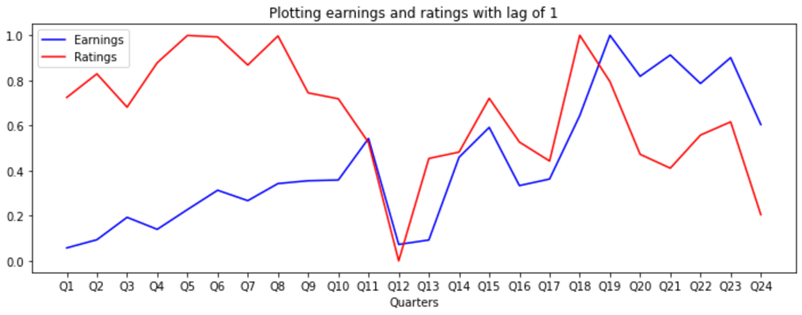 Plotting earnings and ratings with lag of 1
Earnings
Ratings
1.0
0.8
0.6
0.4
0.2
0.0
Q1 Q2 Q3 Q4 Q5 Q6 Q7 Q8 Q9 Q10 Q11 Q12 Q13 Q14 Q15 Q16 Q17 Q18 Q19 Q20 Q21 Q22 Q23 Q24
Quarters